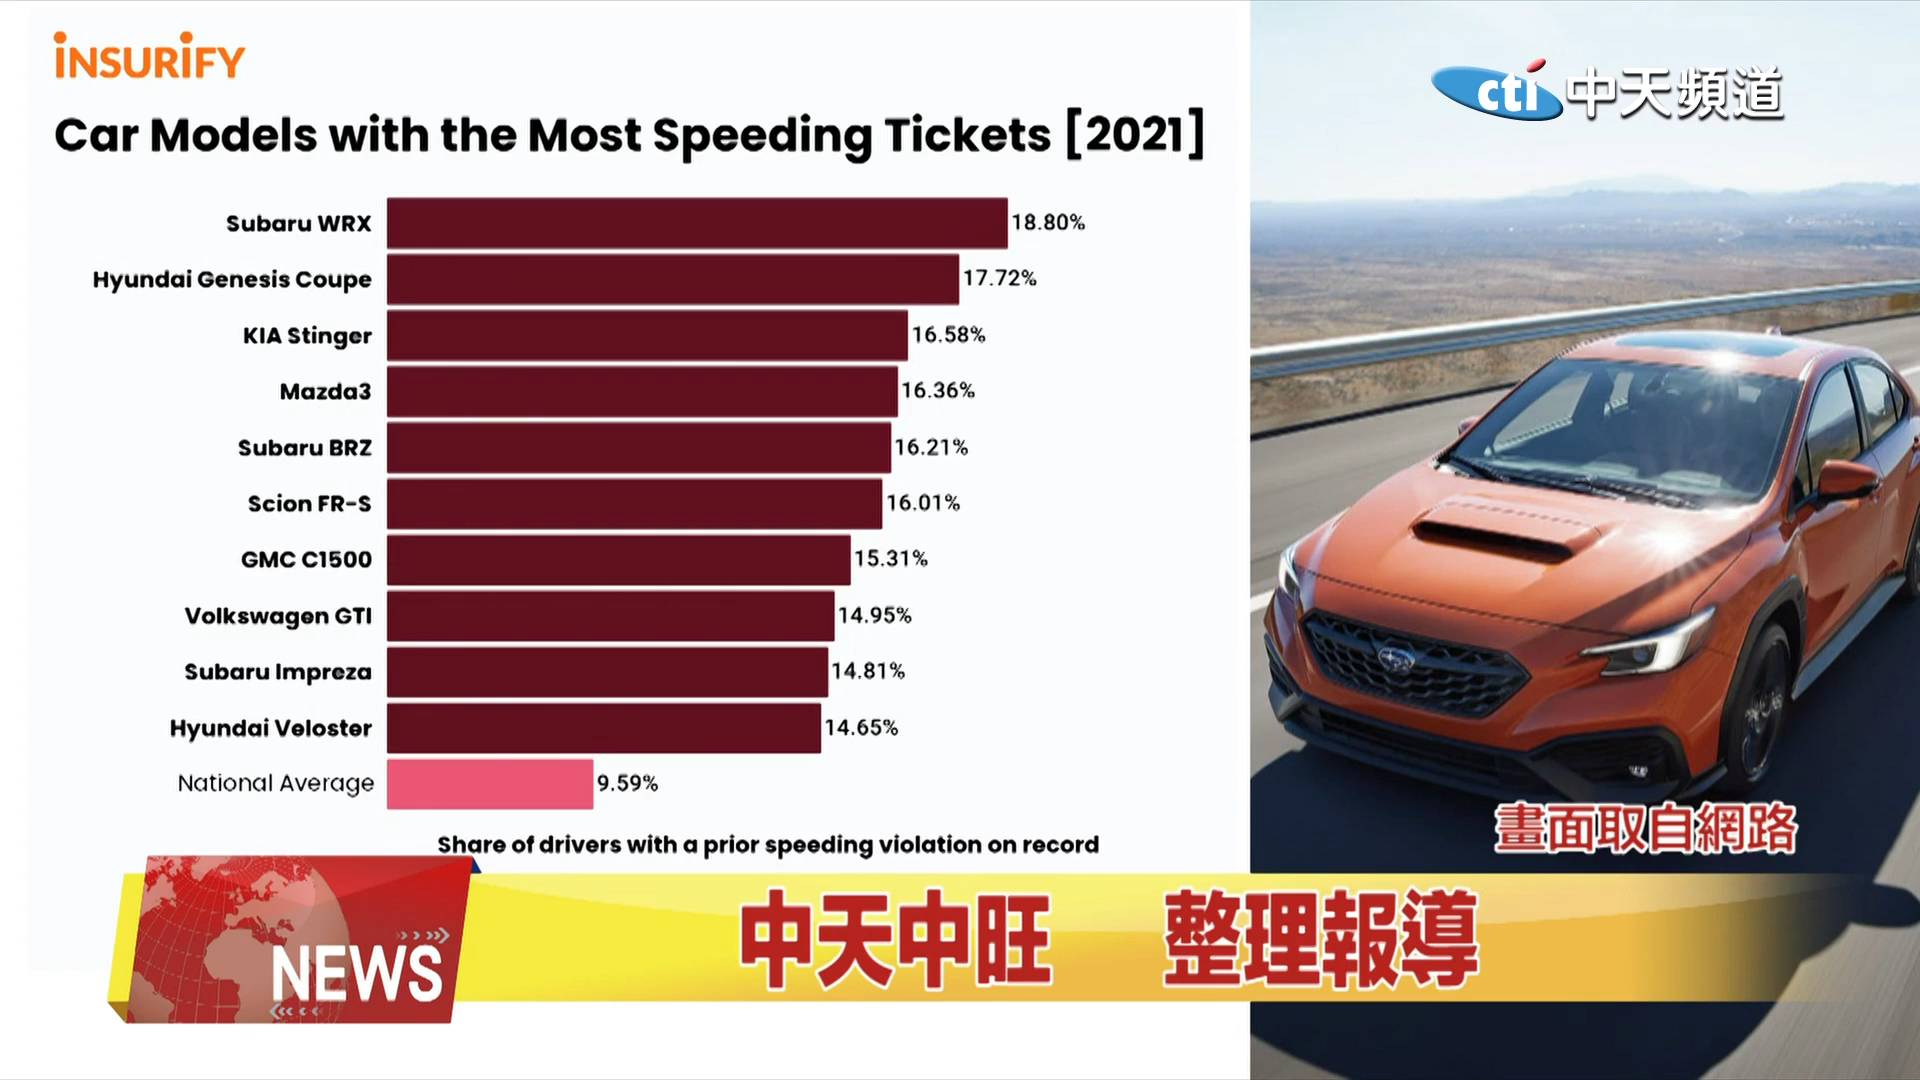 INSURIFY
Car Models with the Most Speeding Tickets [2021]
Subaru WRX 18.80%
Hyundai Genesis Coupe 17.72%
KIA Stinger 16.58%
Mazda3 16.36%
Subaru BRZ 16.21%
Scion FR-S 16.01%
GMC C1500 15.31%
Volkswagen GTI 14.95%
Subaru Impreza 14.81%
Hyundai Veloster 14.65%
National Average 9.59%
Share of drivers with a prior speeding violation on record
cti 中天頻道
畫面取自網路
NEWS
中天中旺 整理報導